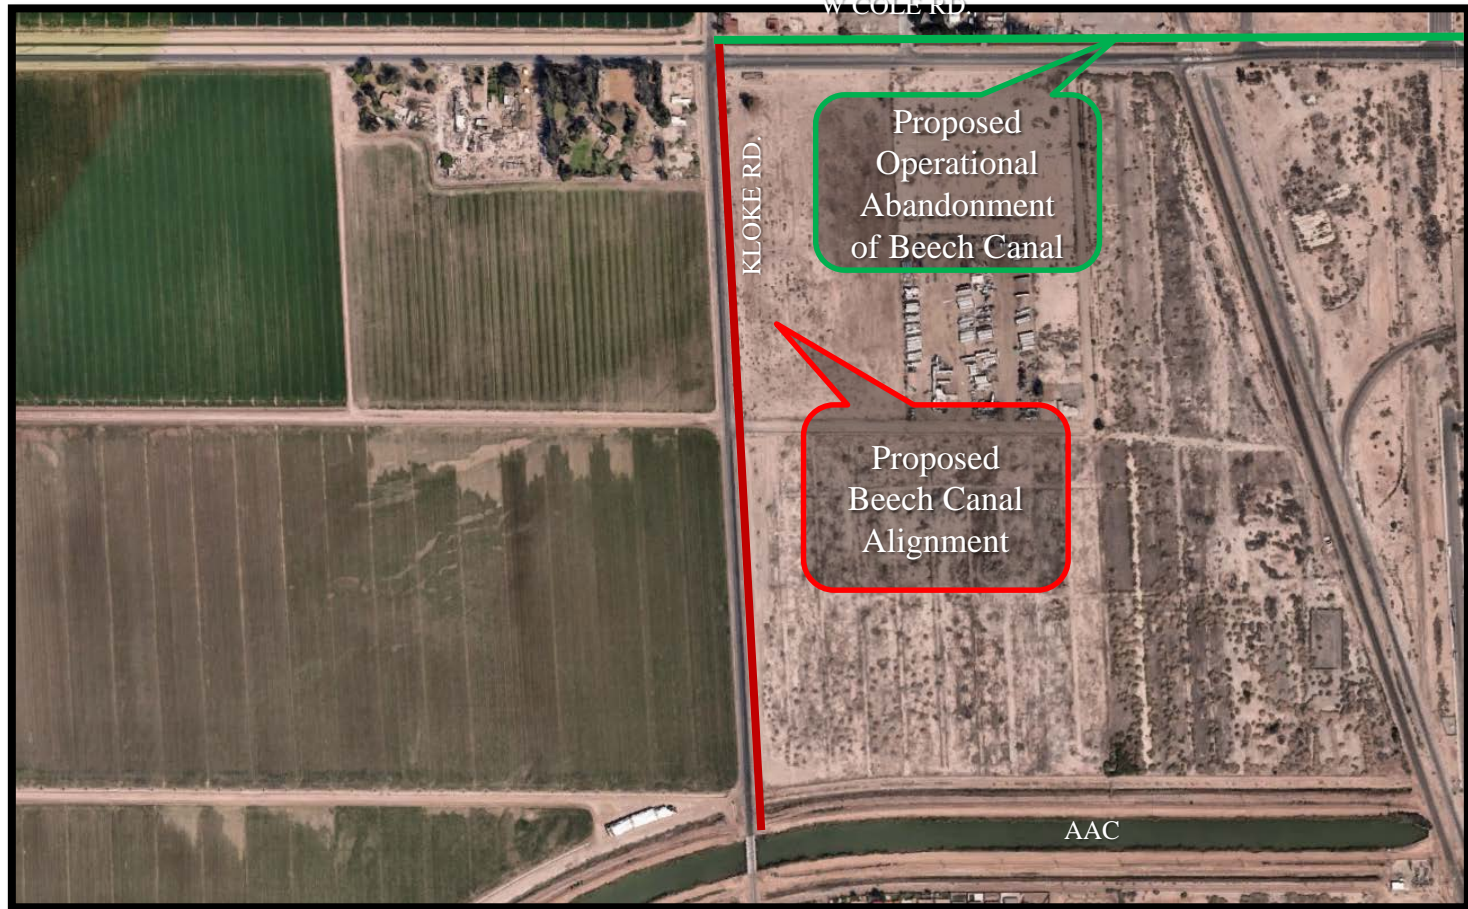 W COLE RD.
KLOKE RD.
Proposed
Operational
Abandonment
of Beech Canal
Proposed
Beech Canal
Alignment
AAC